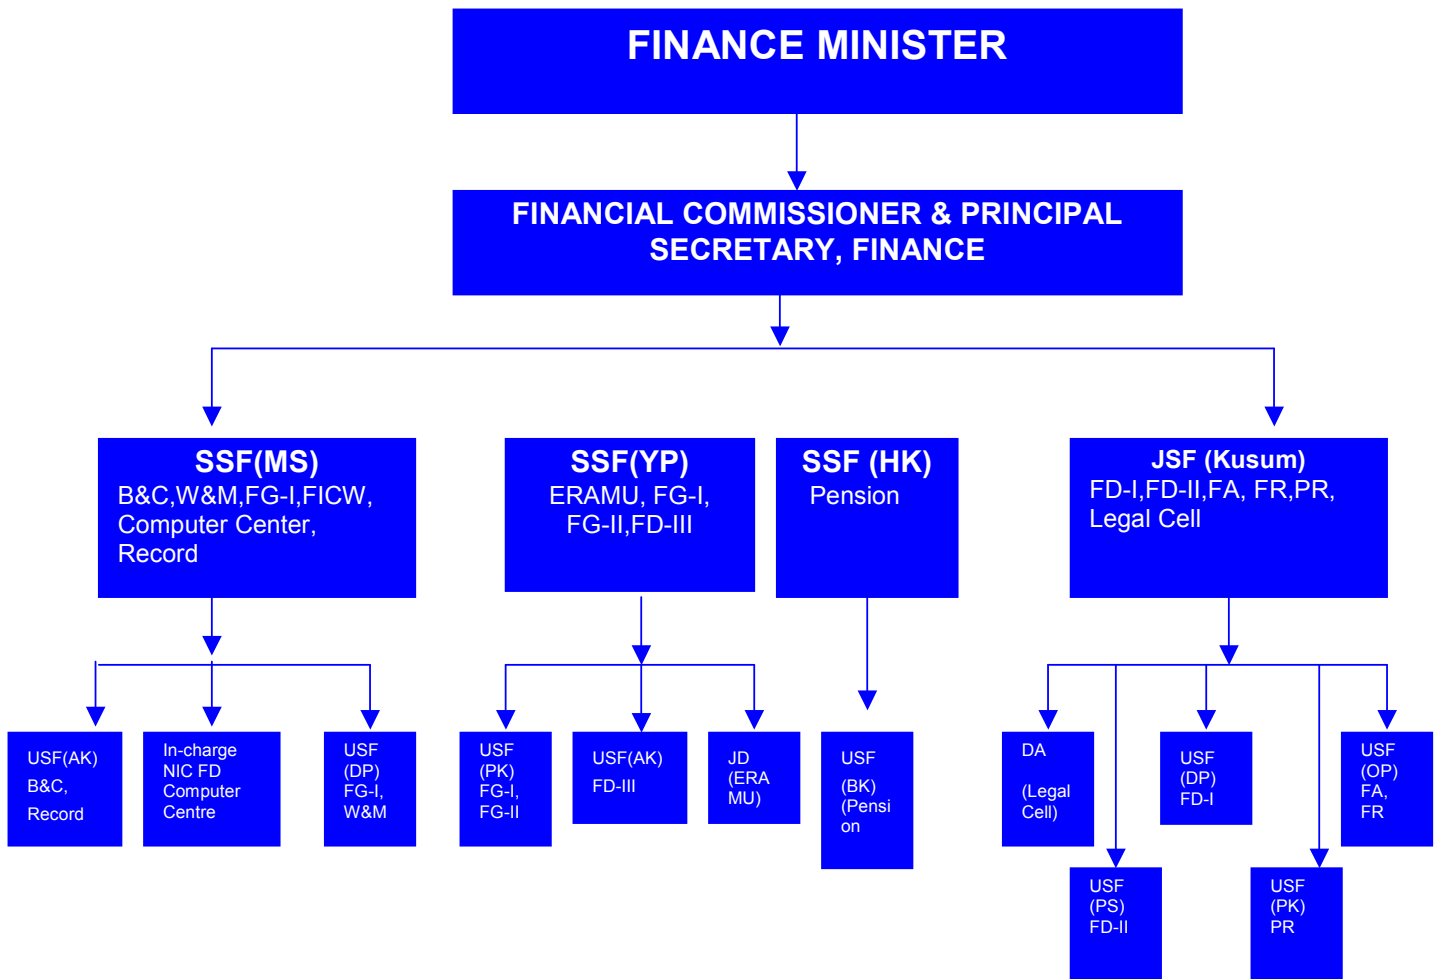 FINANCE MINISTER
FINANCIAL COMMISSIONER & PRINCIPAL
SECRETARY, FINANCE
SSF(MS)
B&C,W&M,FG-I,FICW,
Computer Center,
Record
SSF(YP)
ERAMU, FG-I,
FG-II,FD-III
SSF (HK)
Pension
JSF (Kusum)
FD-I,FD-II,FA, FR,PR,
Legal Cell
USF(AK)
B&C,
Record
In-charge
NIC FD
Computer
Centre
USF
(DP)
FG-I,
W&M
USF
(PK)
FG-I,
FG-II
USF(AK)
FD-III
JD
(ERA
MU)
USF
(BK)
(Pensi
on
DA
(Legal
Cell)
USF
(DP)
FD-I
USF
(OP)
FA,
FR
USF
(PS)
FD-II
USF
(PK)
PR